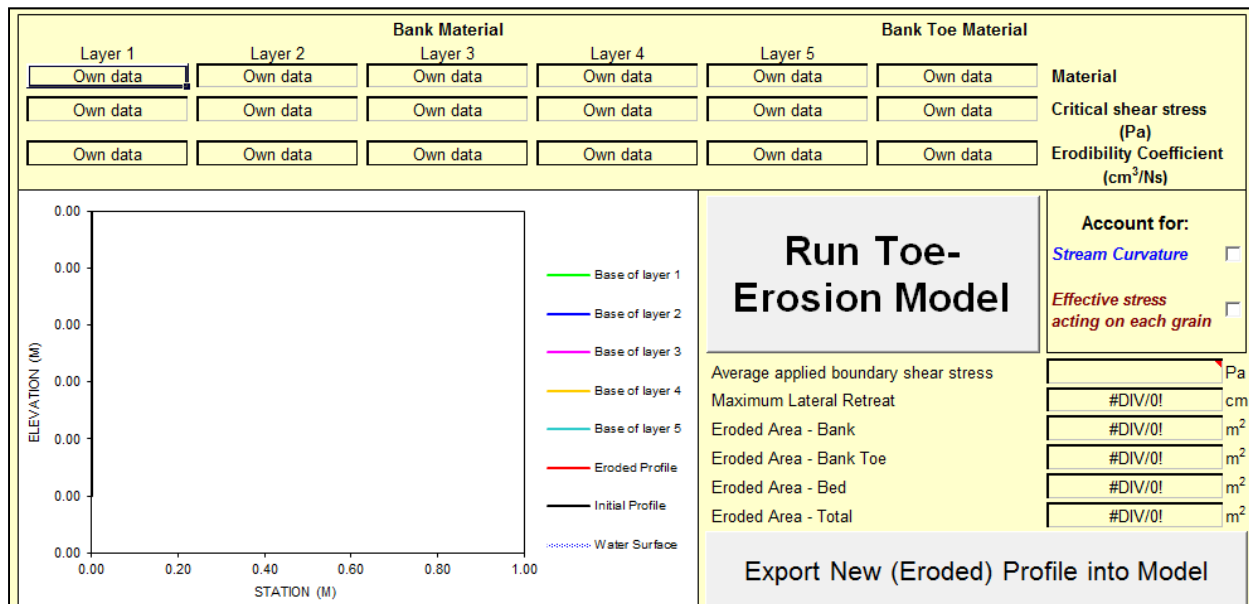 Bank Material Bank Toe Material
Layer 1 Layer 2 Layer 3 Layer 4 Layer 5
Own data Own data Own data Own data Own data Own data Material
Own data Own data Own data Own data Own data Own data Critical shear stress
(Pa)
Own data Own data Own data Own data Own data Own data Erodibility Coefficient
(cm³/Ns)
0.00
0.00
0.00
0.00
0.00
0.00
0.00
ELEVATION (M)
0.00 0.20 0.40 0.60 0.80 1.00
STATION (M)
Base of layer 1
Base of layer 2
Base of layer 3
Base of layer 4
Base of layer 5
Eroded Profile
Initial Profile
Water Surface
Run Toe-
Erosion Model
Account for:
Stream Curvature
Effective stress
acting on each grain
Average applied boundary shear stress Pa
Maximum Lateral Retreat #DIV/0! cm
Eroded Area - Bank #DIV/0! m²
Eroded Area - Bank Toe #DIV/0! m²
Eroded Area - Bed #DIV/0! m²
Eroded Area - Total #DIV/0! m²
Export New (Eroded) Profile into Model